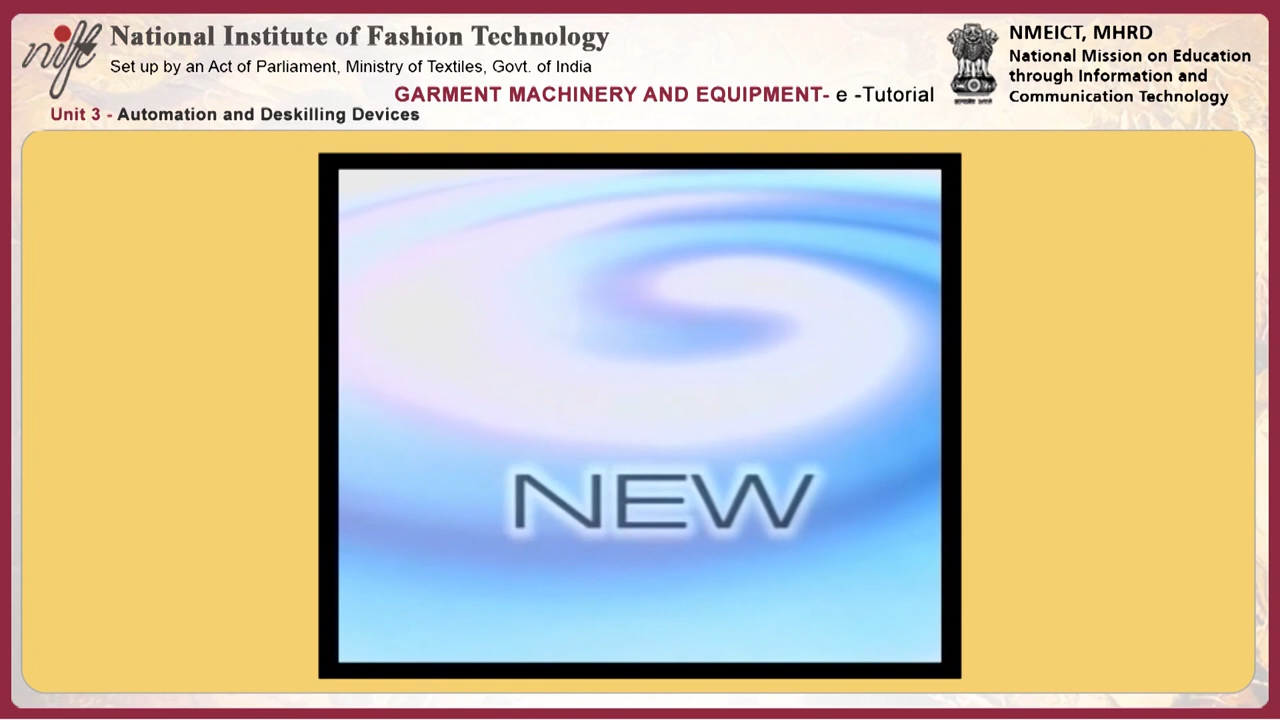 nift
National Institute of Fashion Technology
Set up by an Act of Parliament, Ministry of Textiles, Govt. of India
GARMENT MACHINERY AND EQUIPMENT- e -Tutorial
Unit 3 - Automation and Deskilling Devices
NMEICT, MHRD
National Mission on Education
through Information and
Communication Technology
NEW